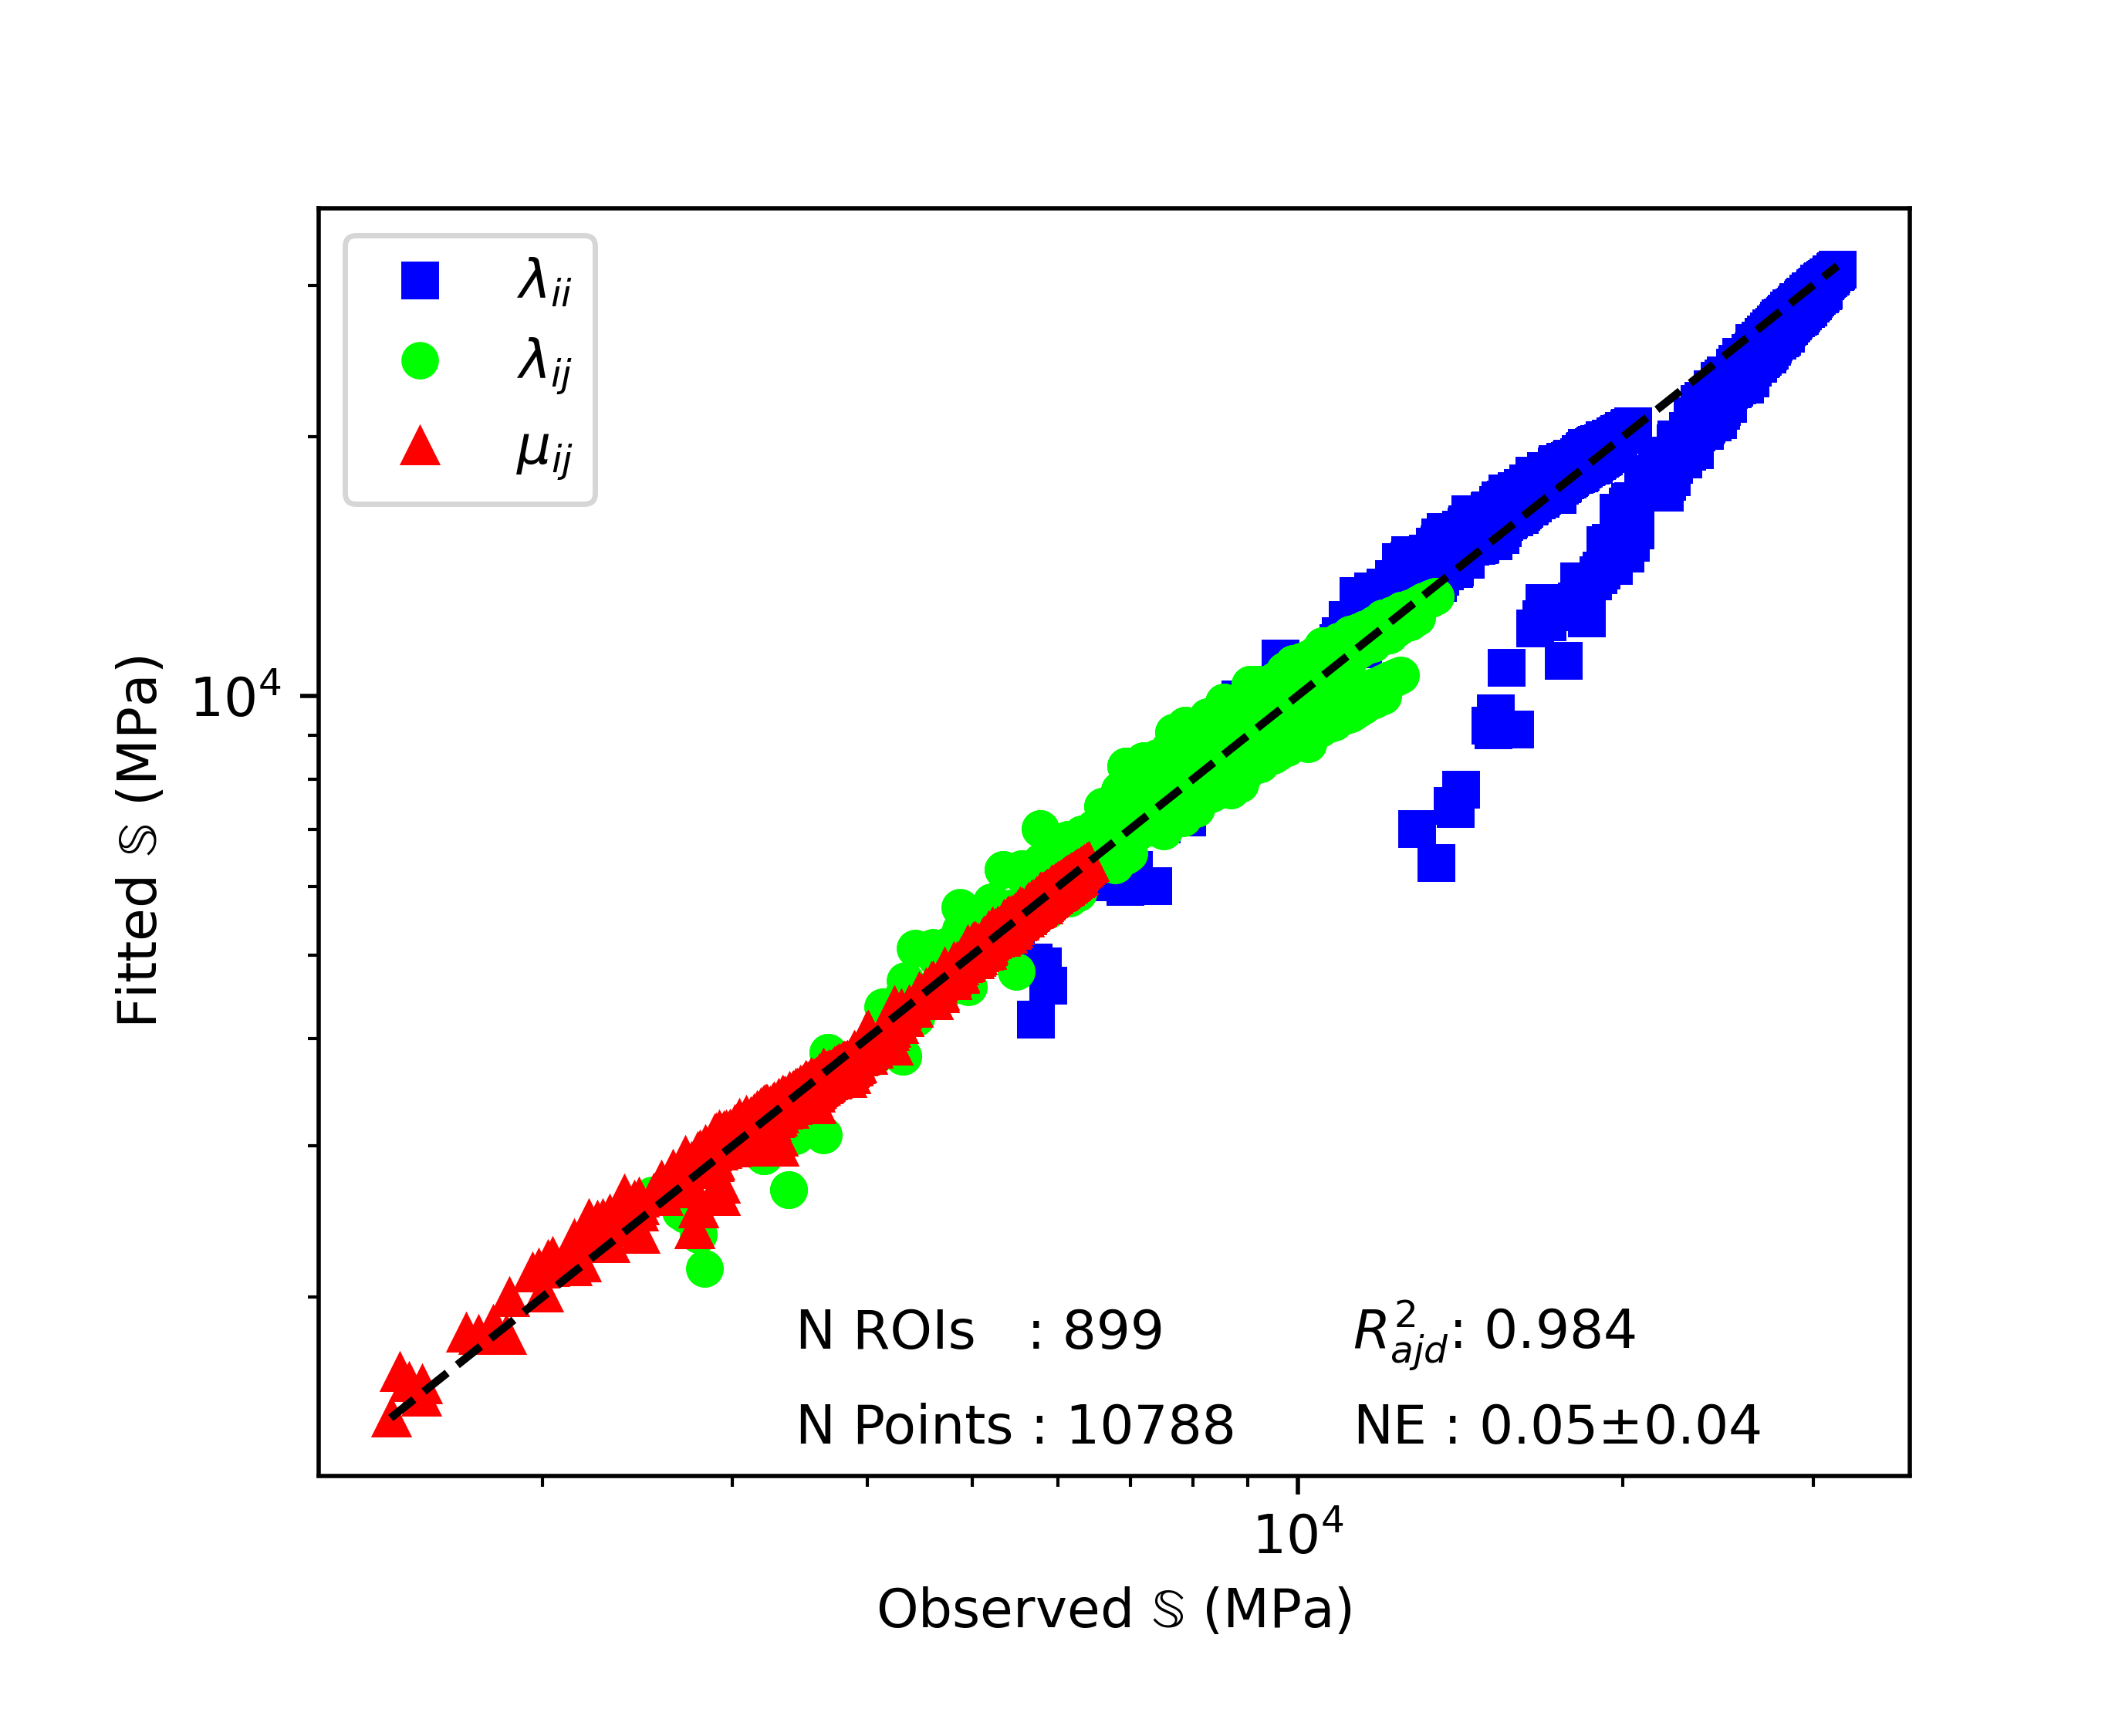 λii
λij
μij
10⁴
Fitted 𝕊 (MPa)
N ROIs : 899
R²ajd: 0.984
N Points : 10788
NE : 0.05±0.04
10⁴
Observed 𝕊 (MPa)